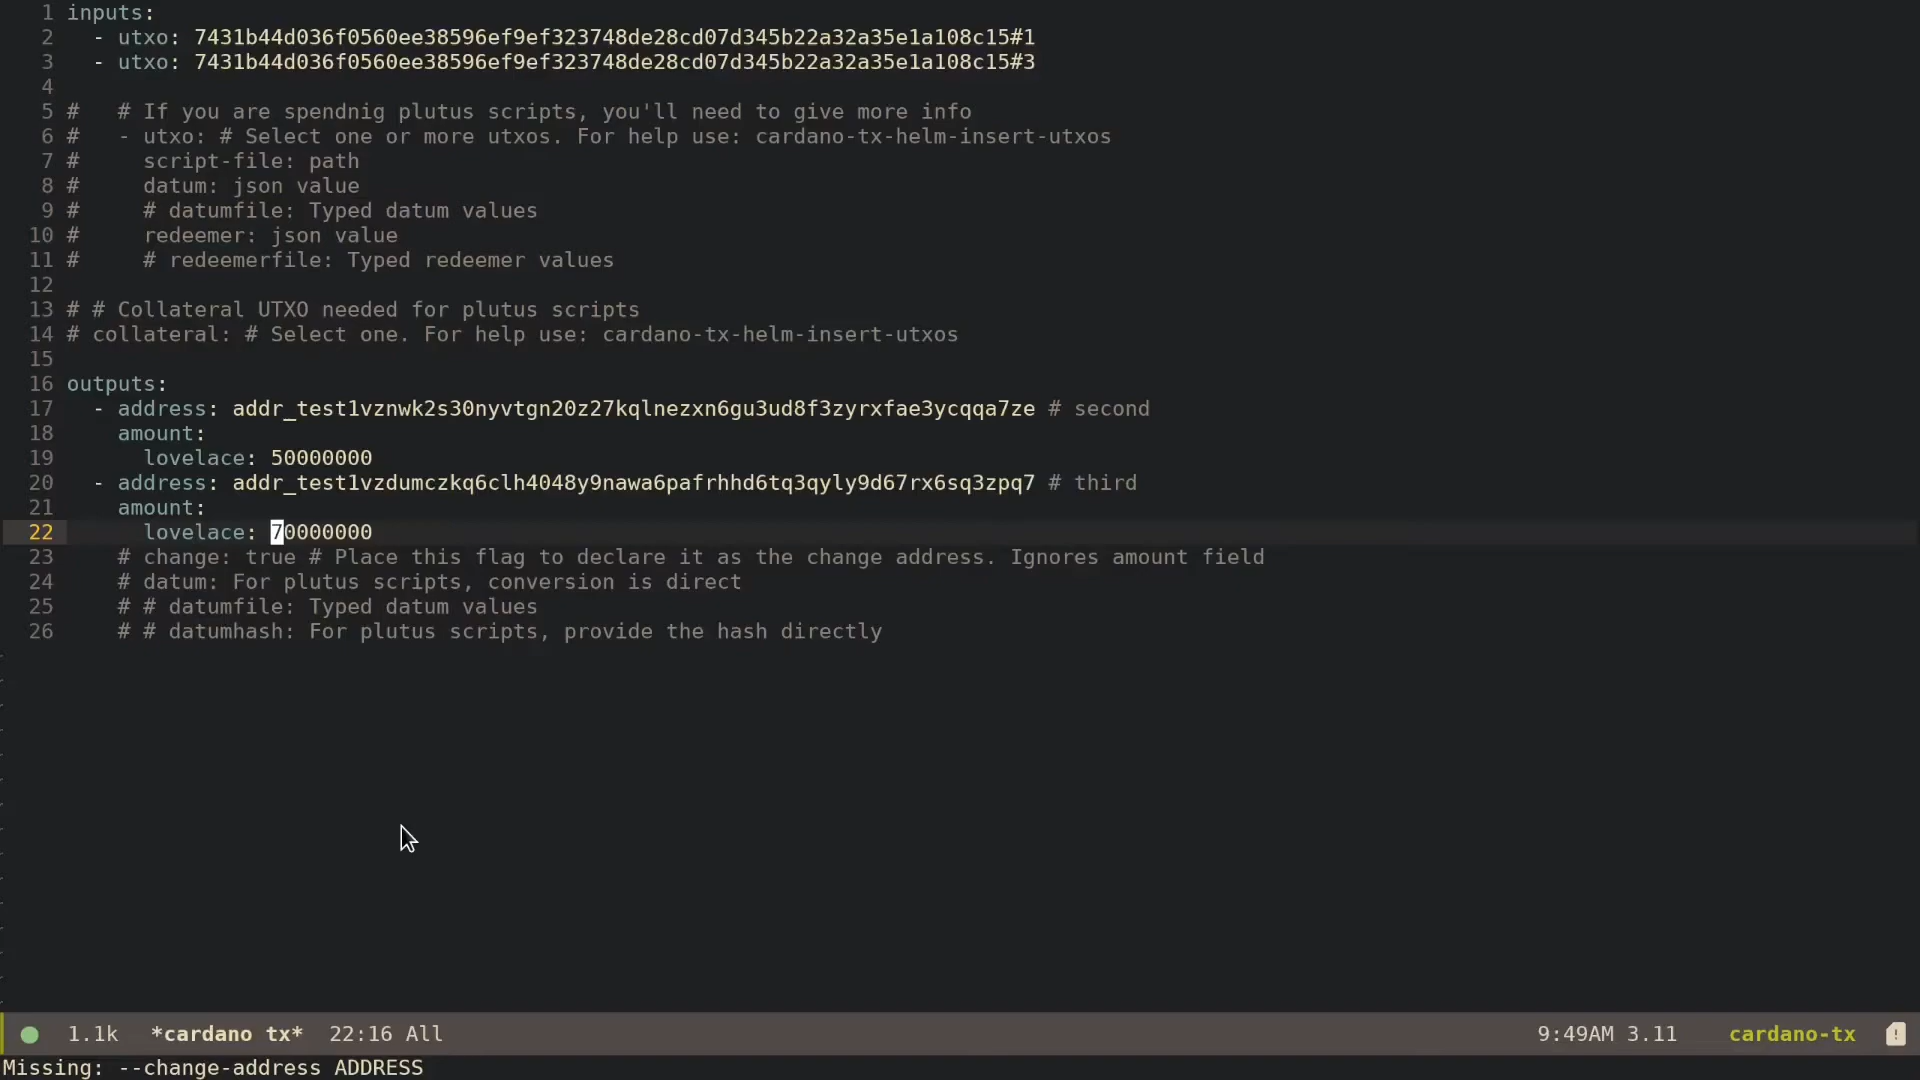 1 inputs:
2   - utxo: 7431b44d036f0560ee38596ef9ef323748de28cd07d345b22a32a35e1a108c15#1
3   - utxo: 7431b44d036f0560ee38596ef9ef323748de28cd07d345b22a32a35e1a108c15#3
4
5 #   # If you are spendnig plutus scripts, you'll need to give more info
6 #   - utxo: # Select one or more utxos. For help use: cardano-tx-helm-insert-utxos
7 #     script-file: path
8 #     datum: json value
9 #     # datumfile: Typed datum values
10 #     redeemer: json value
11 #     # redeemerfile: Typed redeemer values
12
13 # # Collateral UTXO needed for plutus scripts
14 # collateral: # Select one. For help use: cardano-tx-helm-insert-utxos
15
16 outputs:
17   - address: addr_test1vznwk2s30nyvtgn20z27kqlnezxn6gu3ud8f3zyrxfae3ycqqa7ze # second
18     amount:
19       lovelace: 50000000
20   - address: addr_test1vzdumczkq6clh4048y9nawa6pafrhhd6tq3qyly9d67rx6sq3zpq7 # third
21     amount:
22       lovelace: 70000000
23     # change: true # Place this flag to declare it as the change address. Ignores amount field
24     # datum: For plutus scripts, conversion is direct
25     # # datumfile: Typed datum values
26     # # datumhash: For plutus scripts, provide the hash directly
1.1k *cardano tx* 22:16 All 9:49AM 3.11 cardano-tx
Missing: --change-address ADDRESS